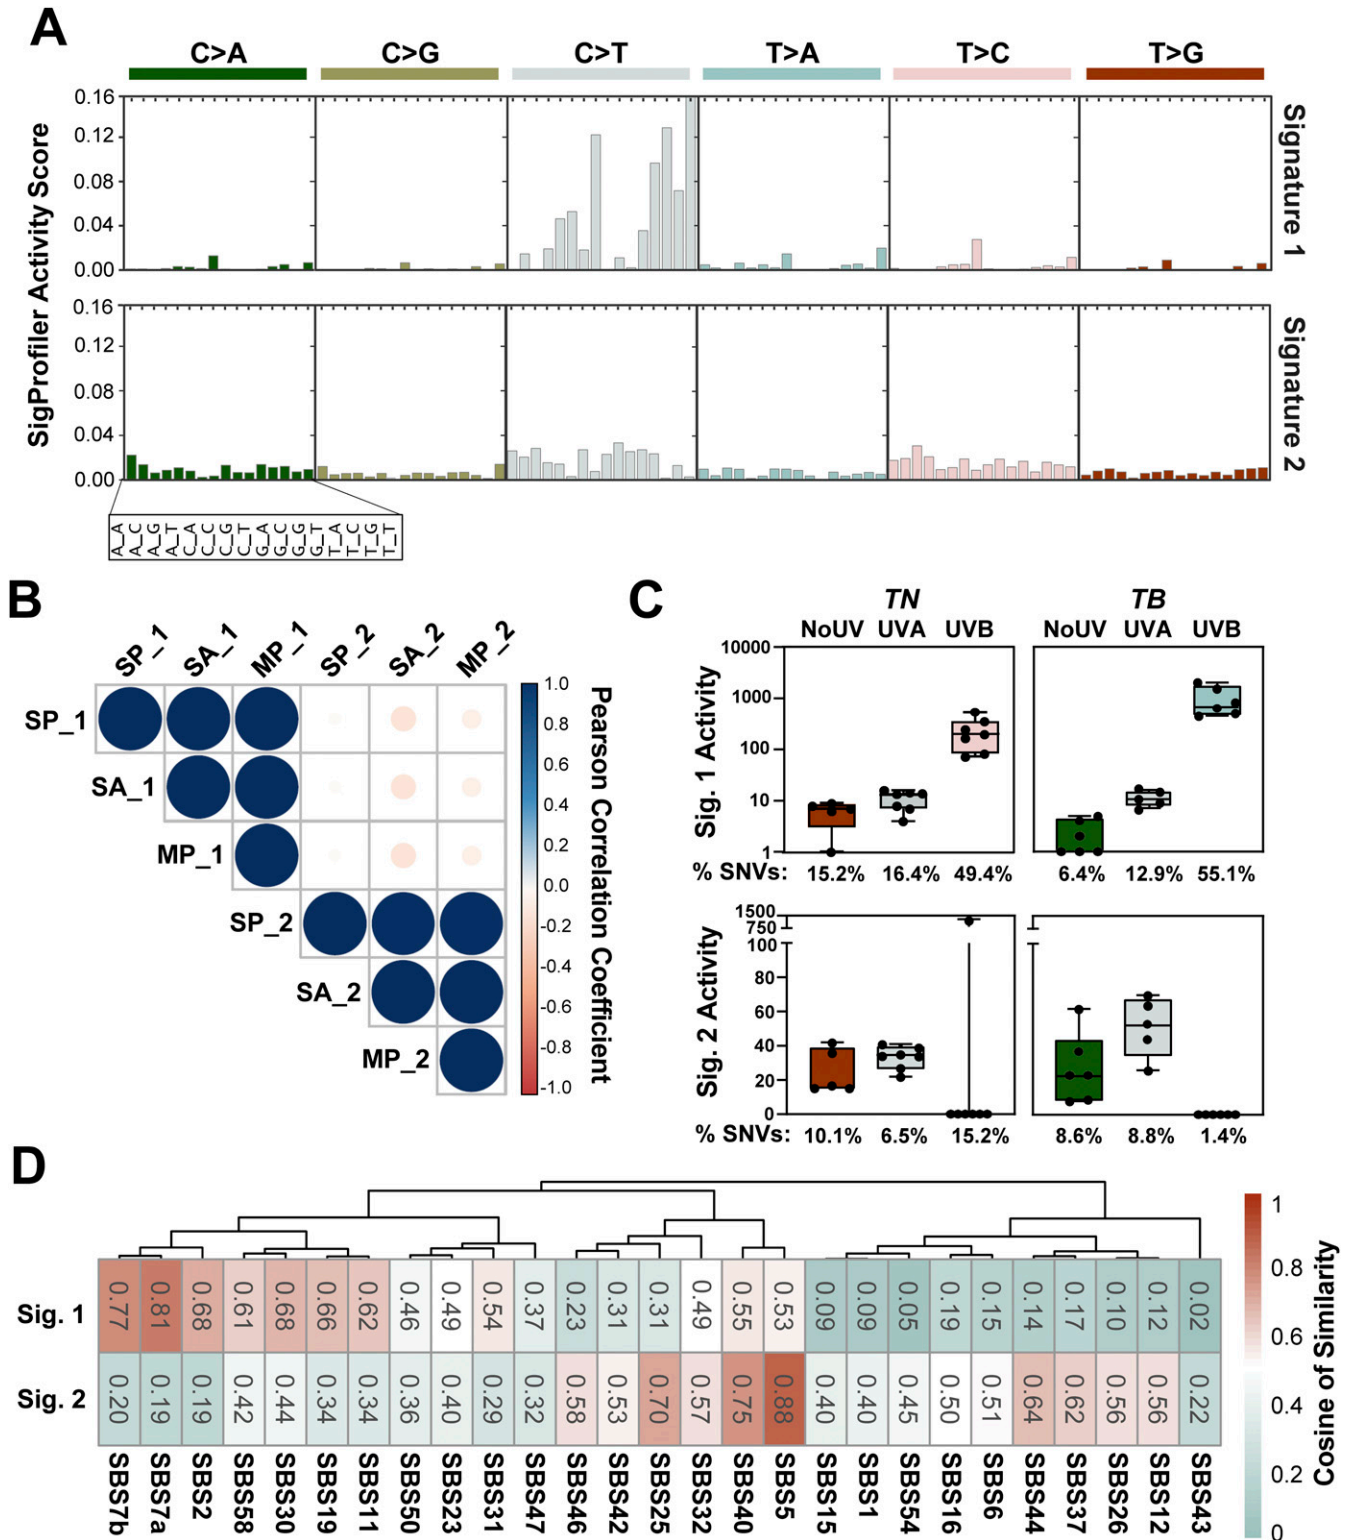 A
C>A C>G C>T T>A T>C T>G
SigProfiler Activity Score
0.16
0.12
0.08
0.04
0.00
Signature 1
0.16
0.12
0.08
0.04
0.00
Signature 2
A_A A_C A_G A_T C_A C_C C_G C_T G_A G_C G_G G_T T_A T_C T_G T_T
B
SP_1 SA_1 MP_1 SP_2 SA_2 MP_2
SP_1
SA_1
MP_1
SP_2
SA_2
MP_2
1.0
0.8
0.6
0.4
0.2
0.0
-0.2
-0.4
-0.6
-0.8
-1.0
Pearson Correlation Coefficient
C
TN TB
NoUV UVA UVB NoUV UVA UVB
Sig. 1 Activity
10000
1000
100
10
1
% SNVs: 15.2% 16.4% 49.4% 6.4% 12.9% 55.1%
Sig. 2 Activity
1500
750
100
80
60
40
20
0
% SNVs: 10.1% 6.5% 15.2% 8.6% 8.8% 1.4%
D
Sig. 1 0.77 0.81 0.68 0.61 0.68 0.66 0.62 0.46 0.49 0.54 0.37 0.23 0.31 0.31 0.49 0.55 0.53 0.09 0.09 0.05 0.19 0.15 0.14 0.17 0.10 0.12 0.02
Sig. 2 0.20 0.19 0.19 0.42 0.44 0.34 0.34 0.36 0.40 0.29 0.32 0.58 0.53 0.70 0.57 0.75 0.88 0.40 0.40 0.45 0.50 0.51 0.64 0.62 0.56 0.56 0.22
SBS7b SBS7a SBS2 SBS58 SBS30 SBS19 SBS11 SBS50 SBS23 SBS31 SBS47 SBS46 SBS42 SBS25 SBS32 SBS40 SBS5 SBS15 SBS1 SBS54 SBS16 SBS6 SBS44 SBS37 SBS26 SBS12 SBS43
1
0.8
0.6
0.4
0.2
0
Cosine of Similarity